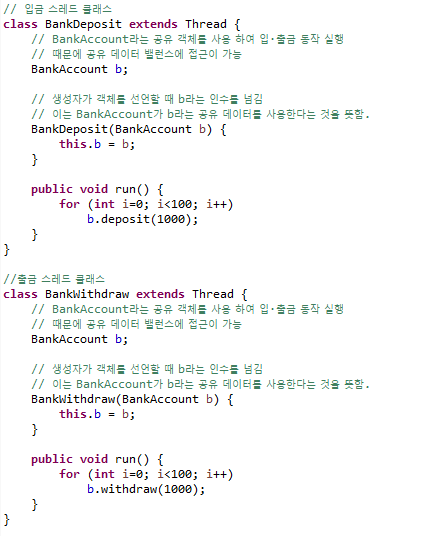 // 입금 스레드 클래스
class BankDeposit extends Thread {
// BankAccount라는 공유 객체를 사용 하여 입·출금 동작 실행
// 때문에 공유 데이터 밸런스에 접근이 가능
BankAccount b;
// 생성자가 객체를 선언할 때 b라는 인수를 넘김
// 이는 BankAccount가 b라는 공유 데이터를 사용한다는 것을 뜻함.
BankDeposit(BankAccount b) {
this.b = b;
}
public void run() {
for (int i=0; i<100; i++)
b.deposit(1000);
}
}
//출금 스레드 클래스
class BankWithdraw extends Thread {
// BankAccount라는 공유 객체를 사용 하여 입·출금 동작 실행
// 때문에 공유 데이터 밸런스에 접근이 가능
BankAccount b;
// 생성자가 객체를 선언할 때 b라는 인수를 넘김
// 이는 BankAccount가 b라는 공유 데이터를 사용한다는 것을 뜻함.
BankWithdraw(BankAccount b) {
this.b = b;
}
public void run() {
for (int i=0; i<100; i++)
b.withdraw(1000);
}
}